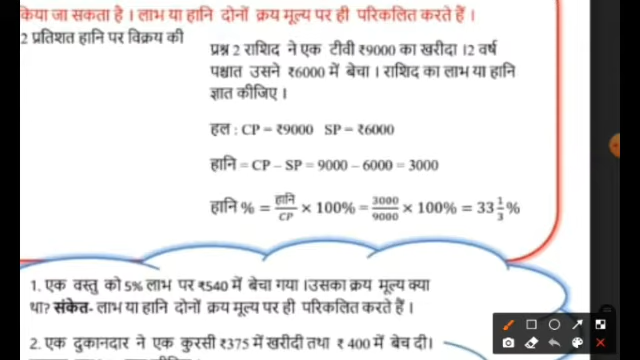 किया जा सकता है । लाभ या हानि दोनों क्रय मूल्य पर ही परिकलित करते हैं ।
2 प्रतिशत हानि पर विक्रय की
प्रश्न 2 राशिद ने एक टीवी ₹9000 का खरीदा ।2 वर्ष
पश्चात उसने ₹6000 में बेचा । राशिद का लाभ या हानि
ज्ञात कीजिए ।
हल : CP = ₹9000 SP = ₹6000
हानि = CP − SP = 9000 − 6000 = 3000
हानि % = हानि/CP × 100% = 3000/9000 × 100% = 33 1/3 %
1. एक वस्तु को 5% लाभ पर ₹540 में बेचा गया ।उसका क्रय मूल्य क्या
था? संकेत- लाभ या हानि दोनों क्रय मूल्य पर ही परिकलित करते हैं ।
2. एक दुकानदार ने एक कुरसी ₹375 में खरीदी तथा ₹ 400 में बेच दी।